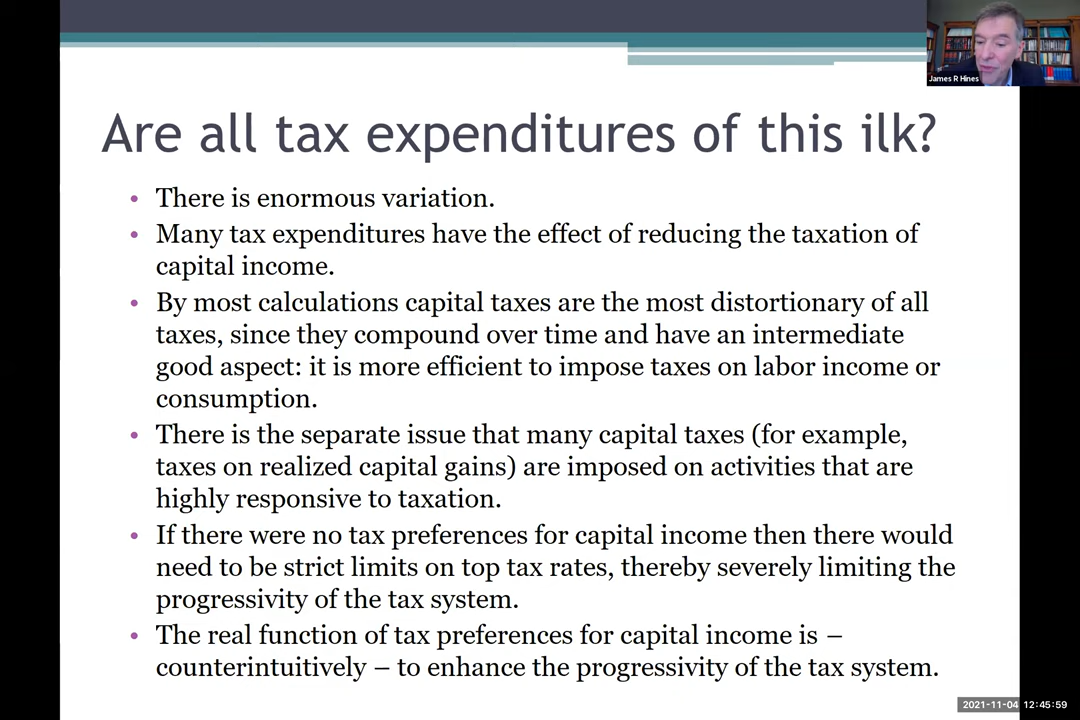 James R Hines
Are all tax expenditures of this ilk?
• There is enormous variation.
• Many tax expenditures have the effect of reducing the taxation of
capital income.
• By most calculations capital taxes are the most distortionary of all
taxes, since they compound over time and have an intermediate
good aspect: it is more efficient to impose taxes on labor income or
consumption.
• There is the separate issue that many capital taxes (for example,
taxes on realized capital gains) are imposed on activities that are
highly responsive to taxation.
• If there were no tax preferences for capital income then there would
need to be strict limits on top tax rates, thereby severely limiting the
progressivity of the tax system.
• The real function of tax preferences for capital income is –
counterintuitively – to enhance the progressivity of the tax system.
2021-11-04 12:45:59